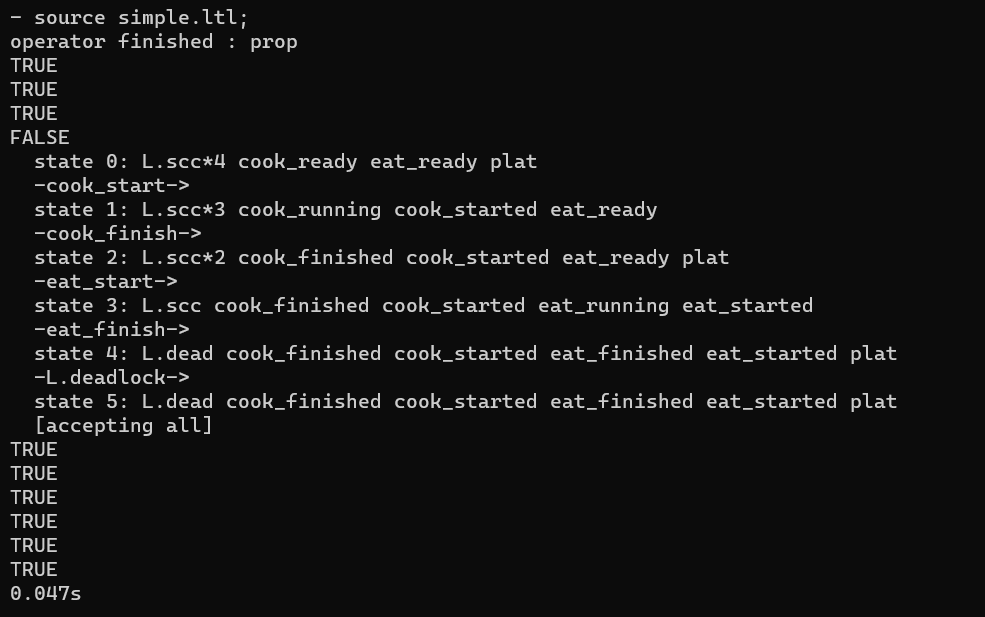 - source simple.ltl;
operator finished : prop
TRUE
TRUE
TRUE
FALSE
  state 0: L.scc*4 cook_ready eat_ready plat
  -cook_start->
  state 1: L.scc*3 cook_running cook_started eat_ready
  -cook_finish->
  state 2: L.scc*2 cook_finished cook_started eat_ready plat
  -eat_start->
  state 3: L.scc cook_finished cook_started eat_running eat_started
  -eat_finish->
  state 4: L.dead cook_finished cook_started eat_finished eat_started plat
  -L.deadlock->
  state 5: L.dead cook_finished cook_started eat_finished eat_started plat
  [accepting all]
TRUE
TRUE
TRUE
TRUE
TRUE
TRUE
0.047s